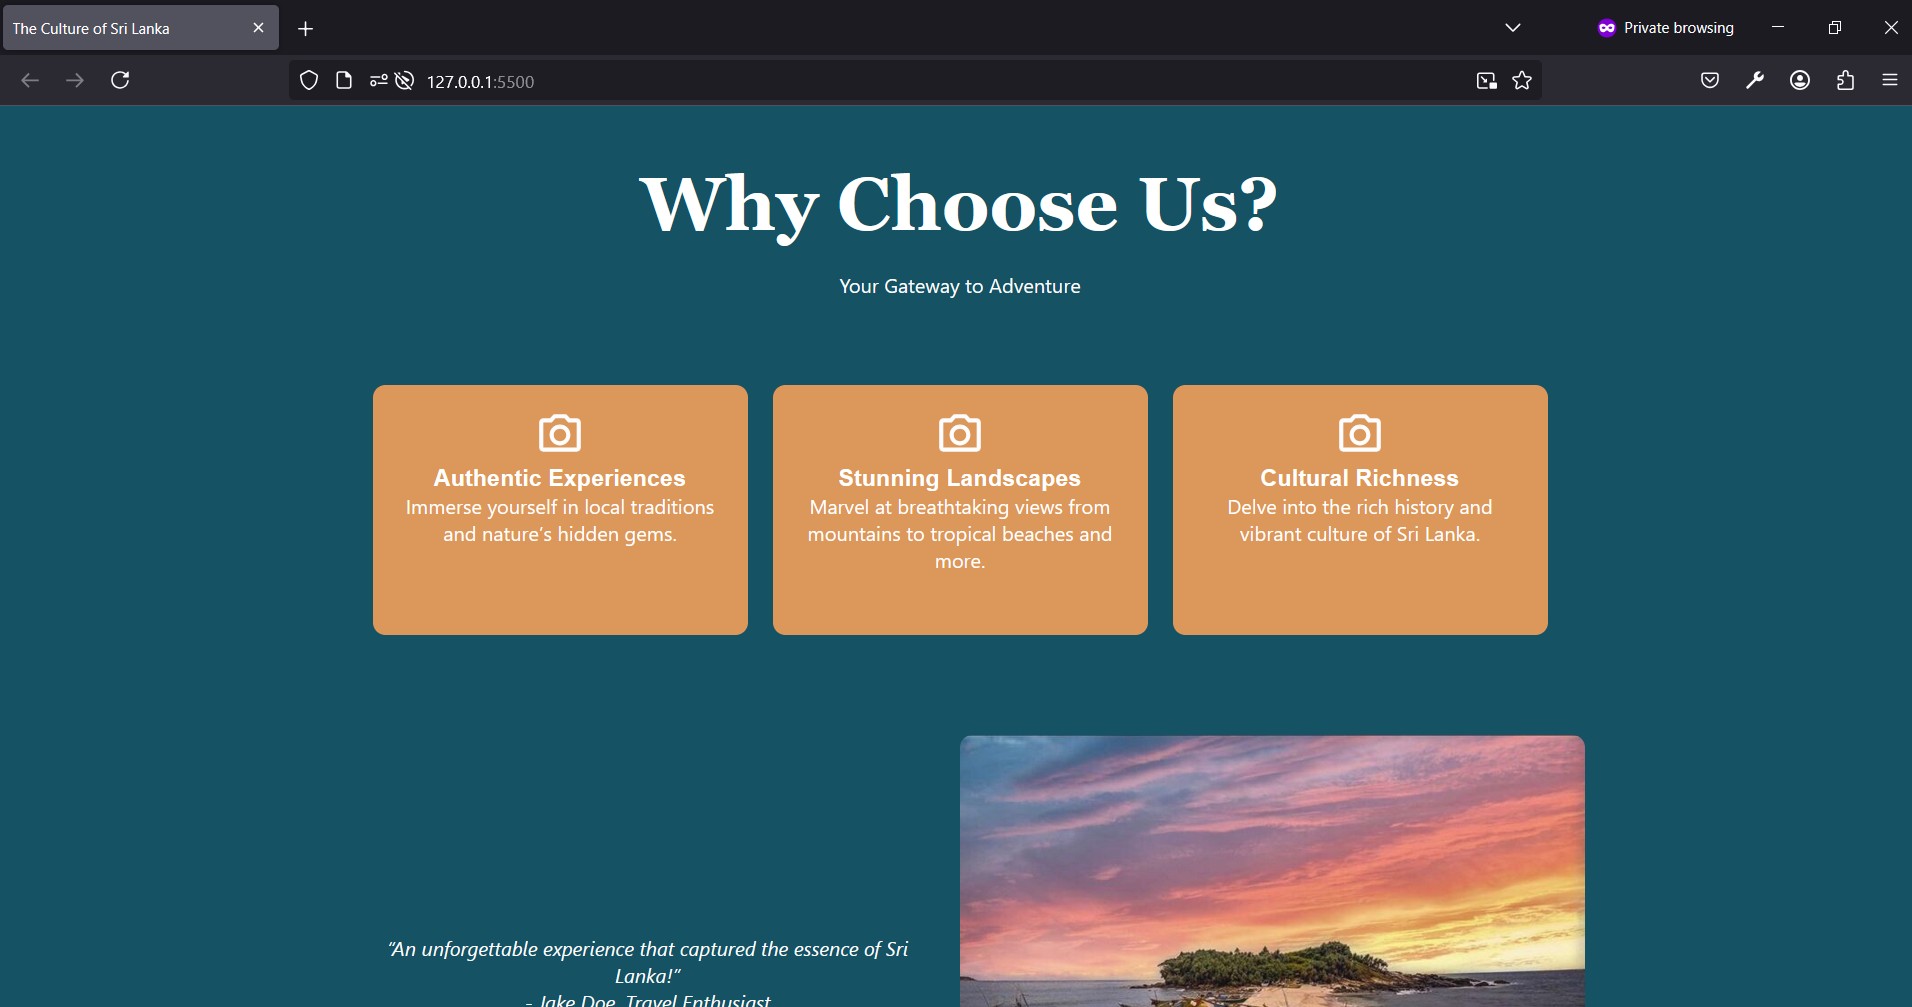 The Culture of Sri Lanka
Private browsing
127.0.0.1:5500
Why Choose Us?
Your Gateway to Adventure
Authentic Experiences
Immerse yourself in local traditions
and nature's hidden gems.
Stunning Landscapes
Marvel at breathtaking views from
mountains to tropical beaches and
more.
Cultural Richness
Delve into the rich history and
vibrant culture of Sri Lanka.
“An unforgettable experience that captured the essence of Sri
Lanka!”
- Jake Doe, Travel Enthusiast